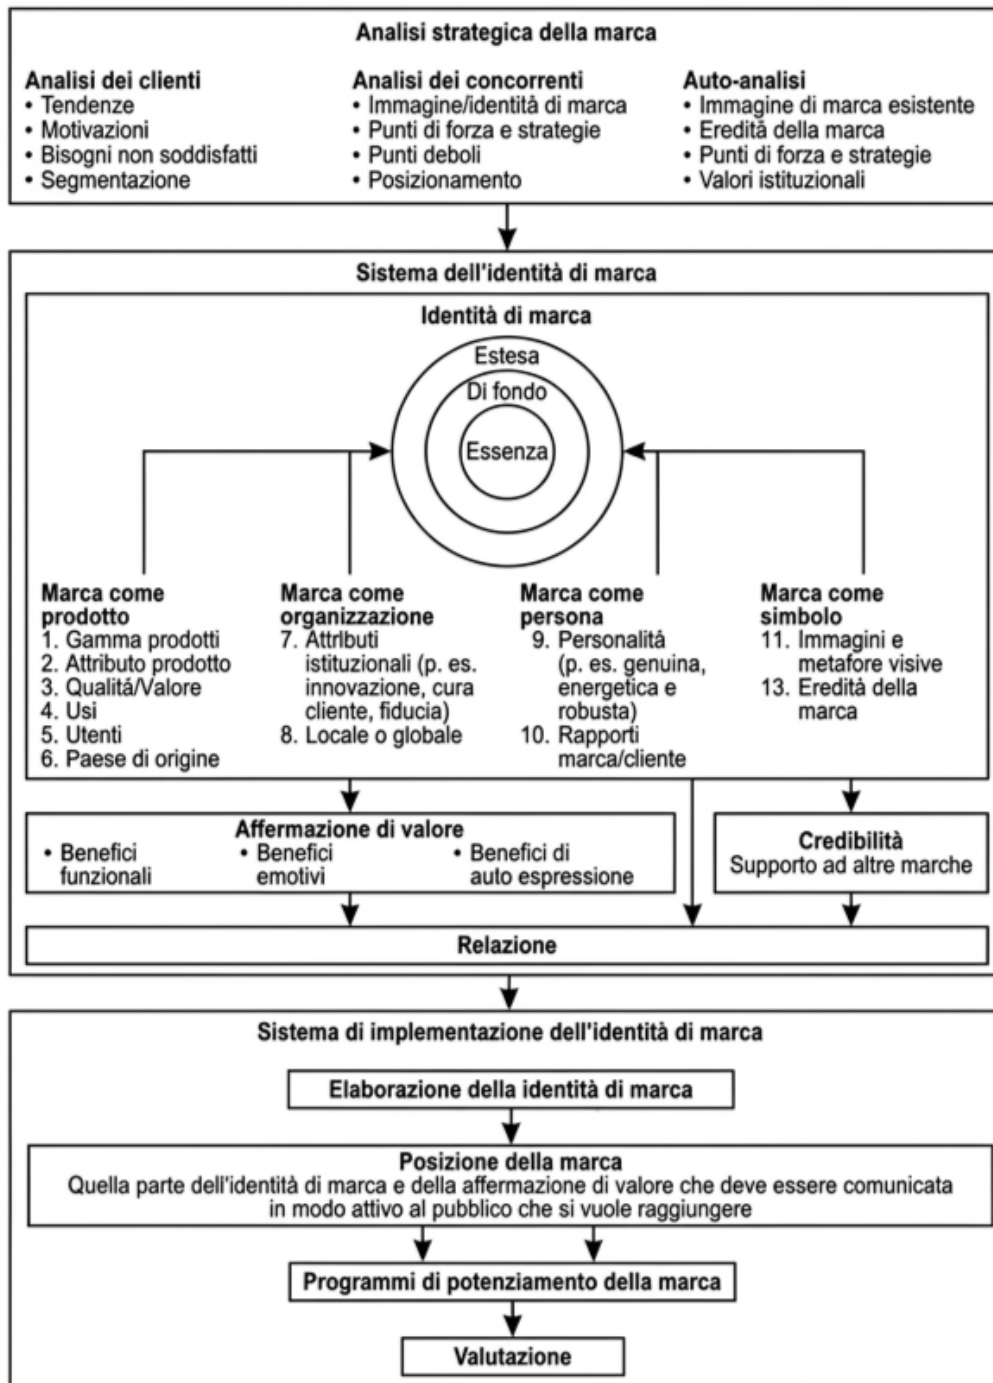 Analisi strategica della marca
Analisi dei clienti
• Tendenze
• Motivazioni
• Bisogni non soddisfatti
• Segmentazione
Analisi dei concorrenti
• Immagine/identità di marca
• Punti di forza e strategie
• Punti deboli
• Posizionamento
Auto-analisi
• Immagine di marca esistente
• Eredità della marca
• Punti di forza e strategie
• Valori istituzionali
Sistema dell'identità di marca
Identità di marca
Estesa
Di fondo
Essenza
Marca come
prodotto
1. Gamma prodotti
2. Attributo prodotto
3. Qualitá/Valore
4. Usi
5. Utenti
6. Paese di origine
Marca come
organizzazione
7. Attributi
istituzionali (p. es.
innovazione, cura
cliente, fiducia)
8. Locale o globale
Marca come
persona
9. Personalitá
(p. es. genuina,
energetica e
robusta)
10. Rapporti
marca/cliente
Marca come
simbolo
11. Immagini e
metafore visive
13. Eredità della
marca
Affermazione di valore
• Benefici
funzionali
• Benefici
emotivi
• Benefici di
auto espressione
Credibilità
Supporto ad altre marche
Relazione
Sistema di implementazione dell'identità di marca
Elaborazione della identità di marca
Posizione della marca
Quella parte dell'identità di marca e della affermazione di valore che deve essere comunicata
in modo attivo al pubblico che si vuole raggiungere
Programmi di potenziamento della marca
Valutazione